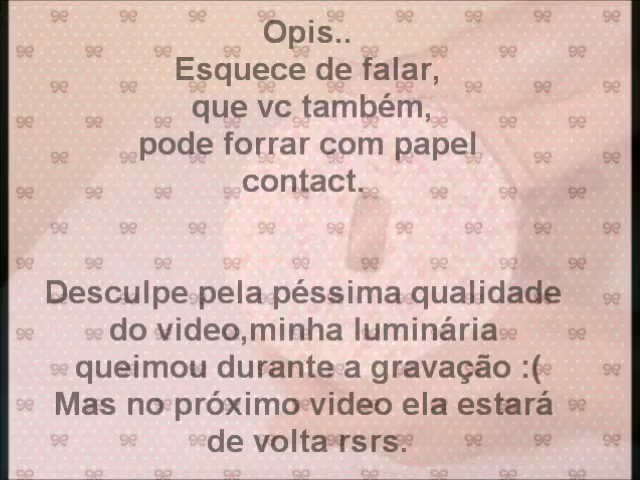 Opis..
Esquece de falar,
que vc também,
pode forrar com papel
contact.
Desculpe pela péssima qualidade
do video,minha luminária
queimou durante a gravação :(
Mas no próximo video ela estará
de volta rsrs.